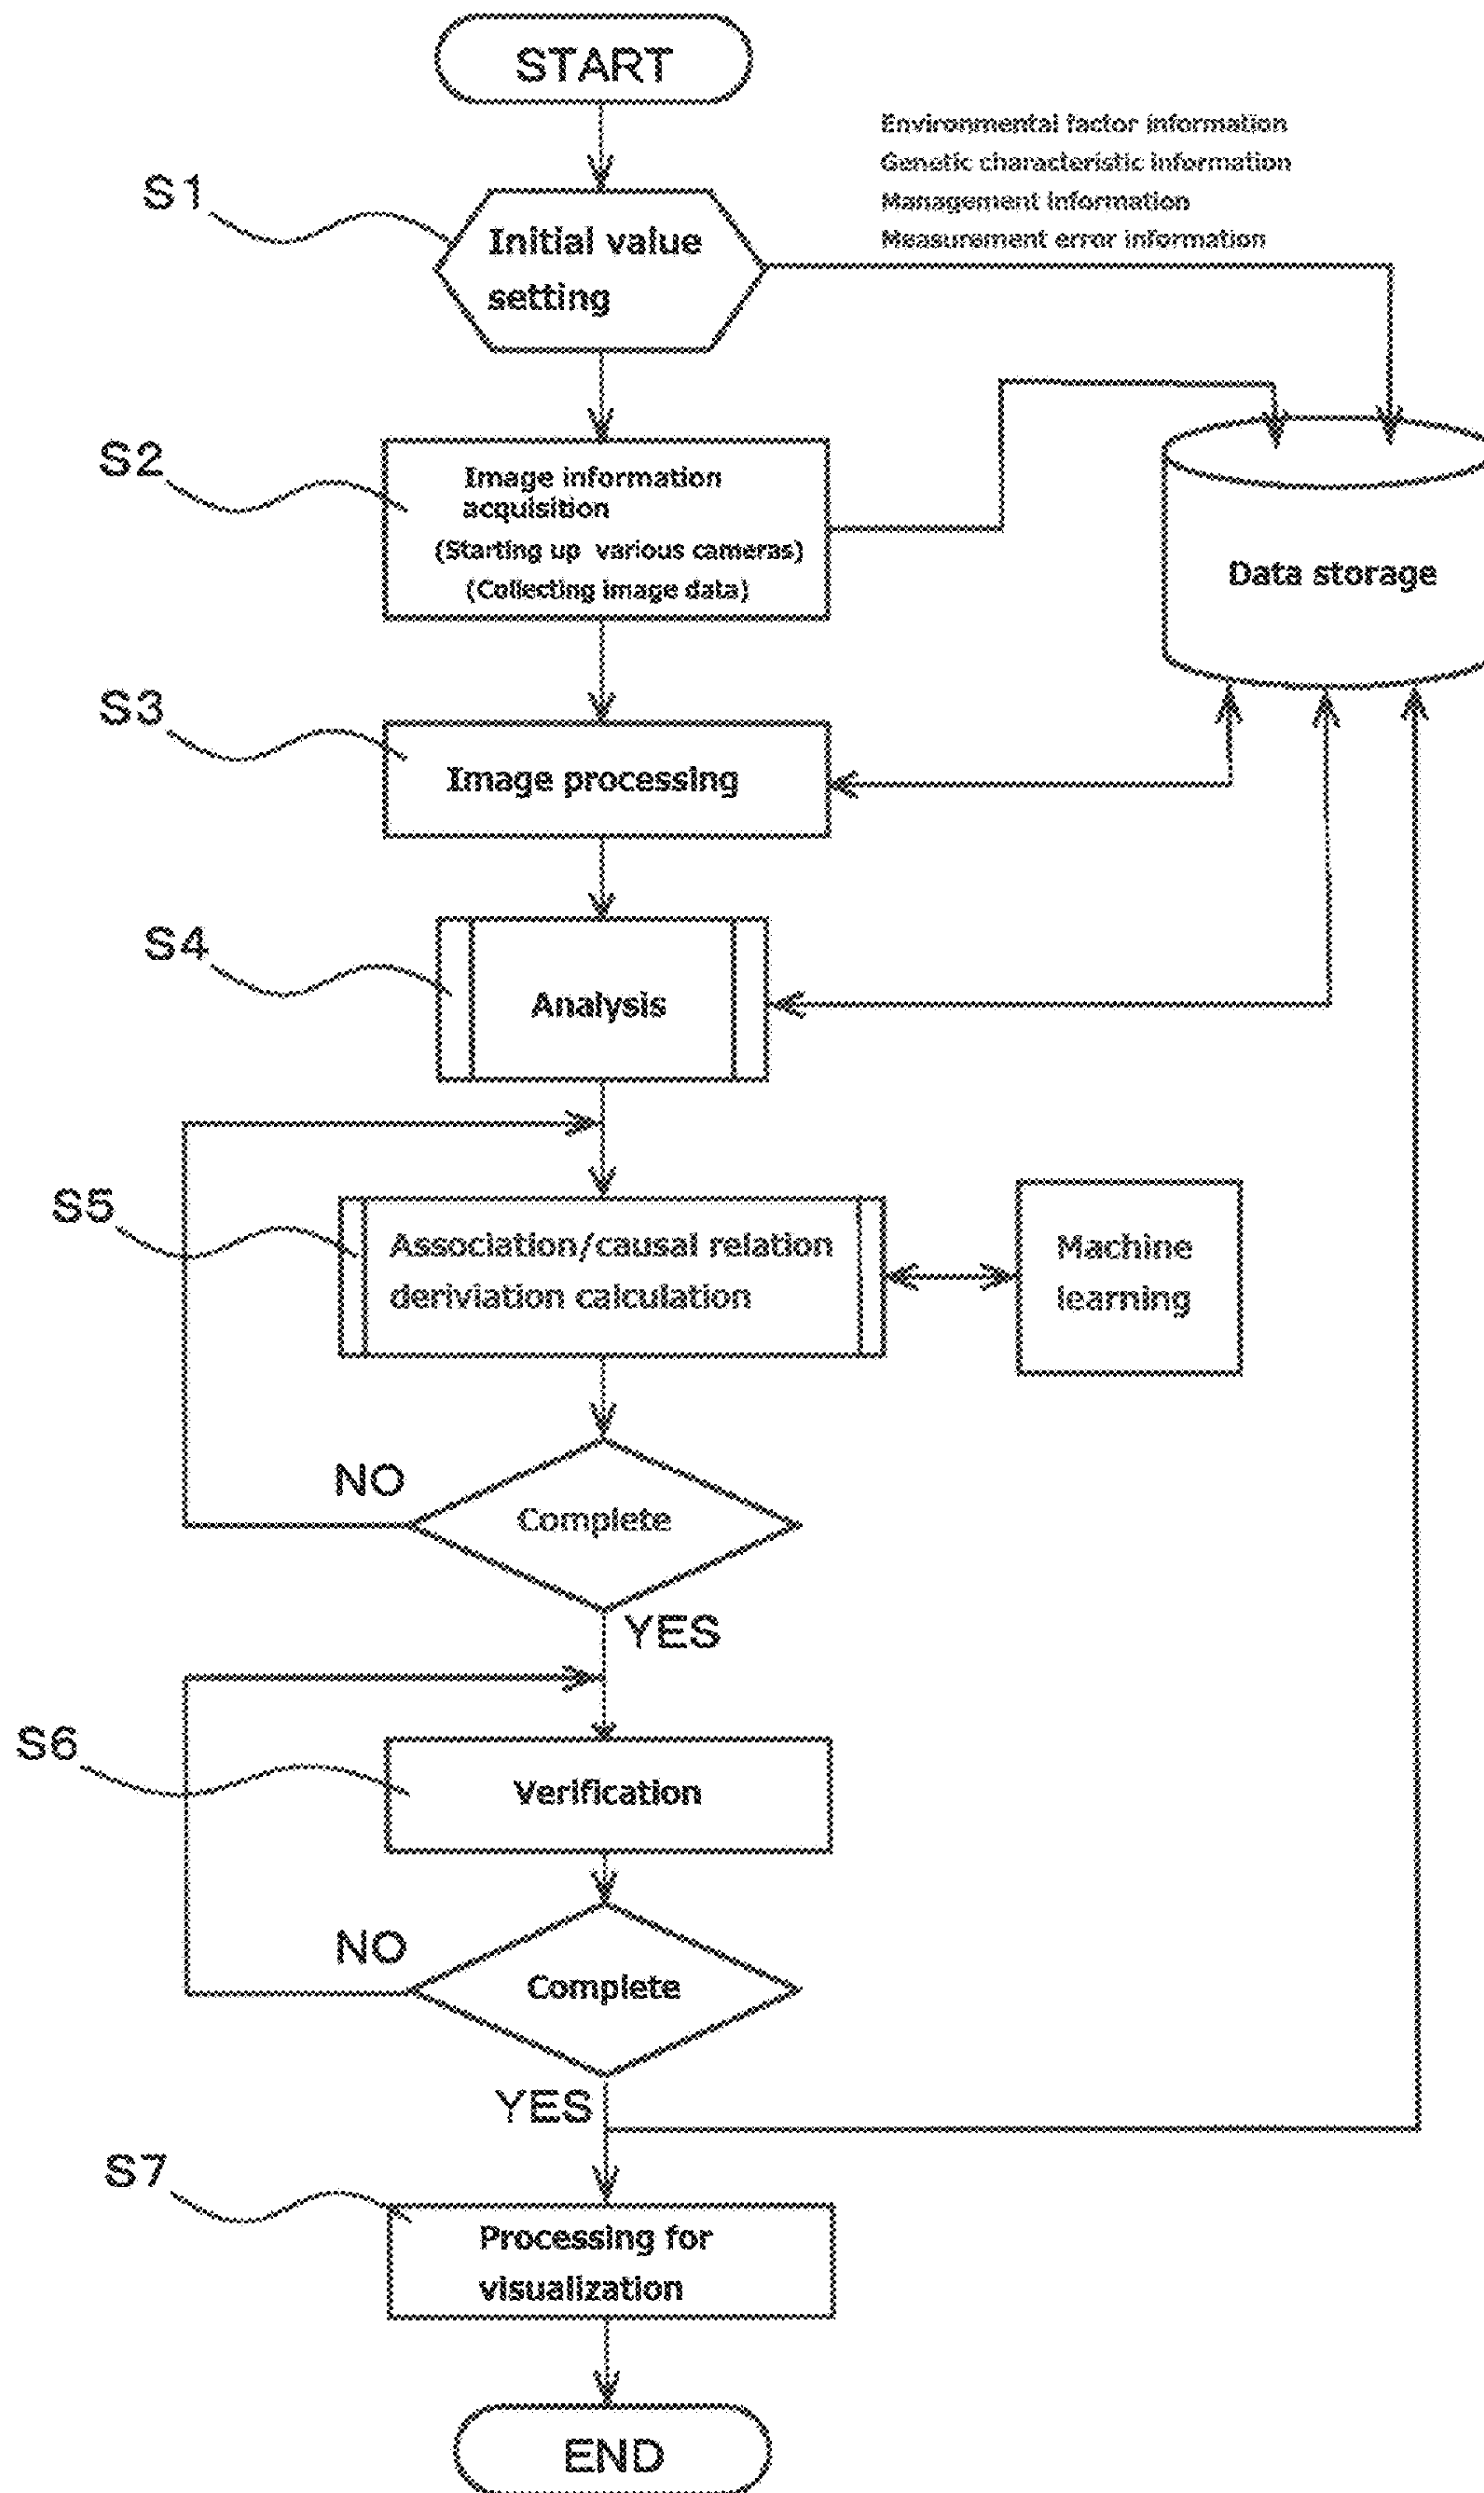 START
Environmental factor information
Genetic characteristic information
Management information
Measurement error information
S1
Initial value
setting
S2
Image information
acquisition
(Starting up various cameras)
(Collecting image data)
Data storage
S3
Image processing
S4
Analysis
S5
Association/causal relation
deriviation calculation
Machine
learning
NO
Complete
YES
S6
Verification
NO
Complete
YES
S7
Processing for
visualization
END